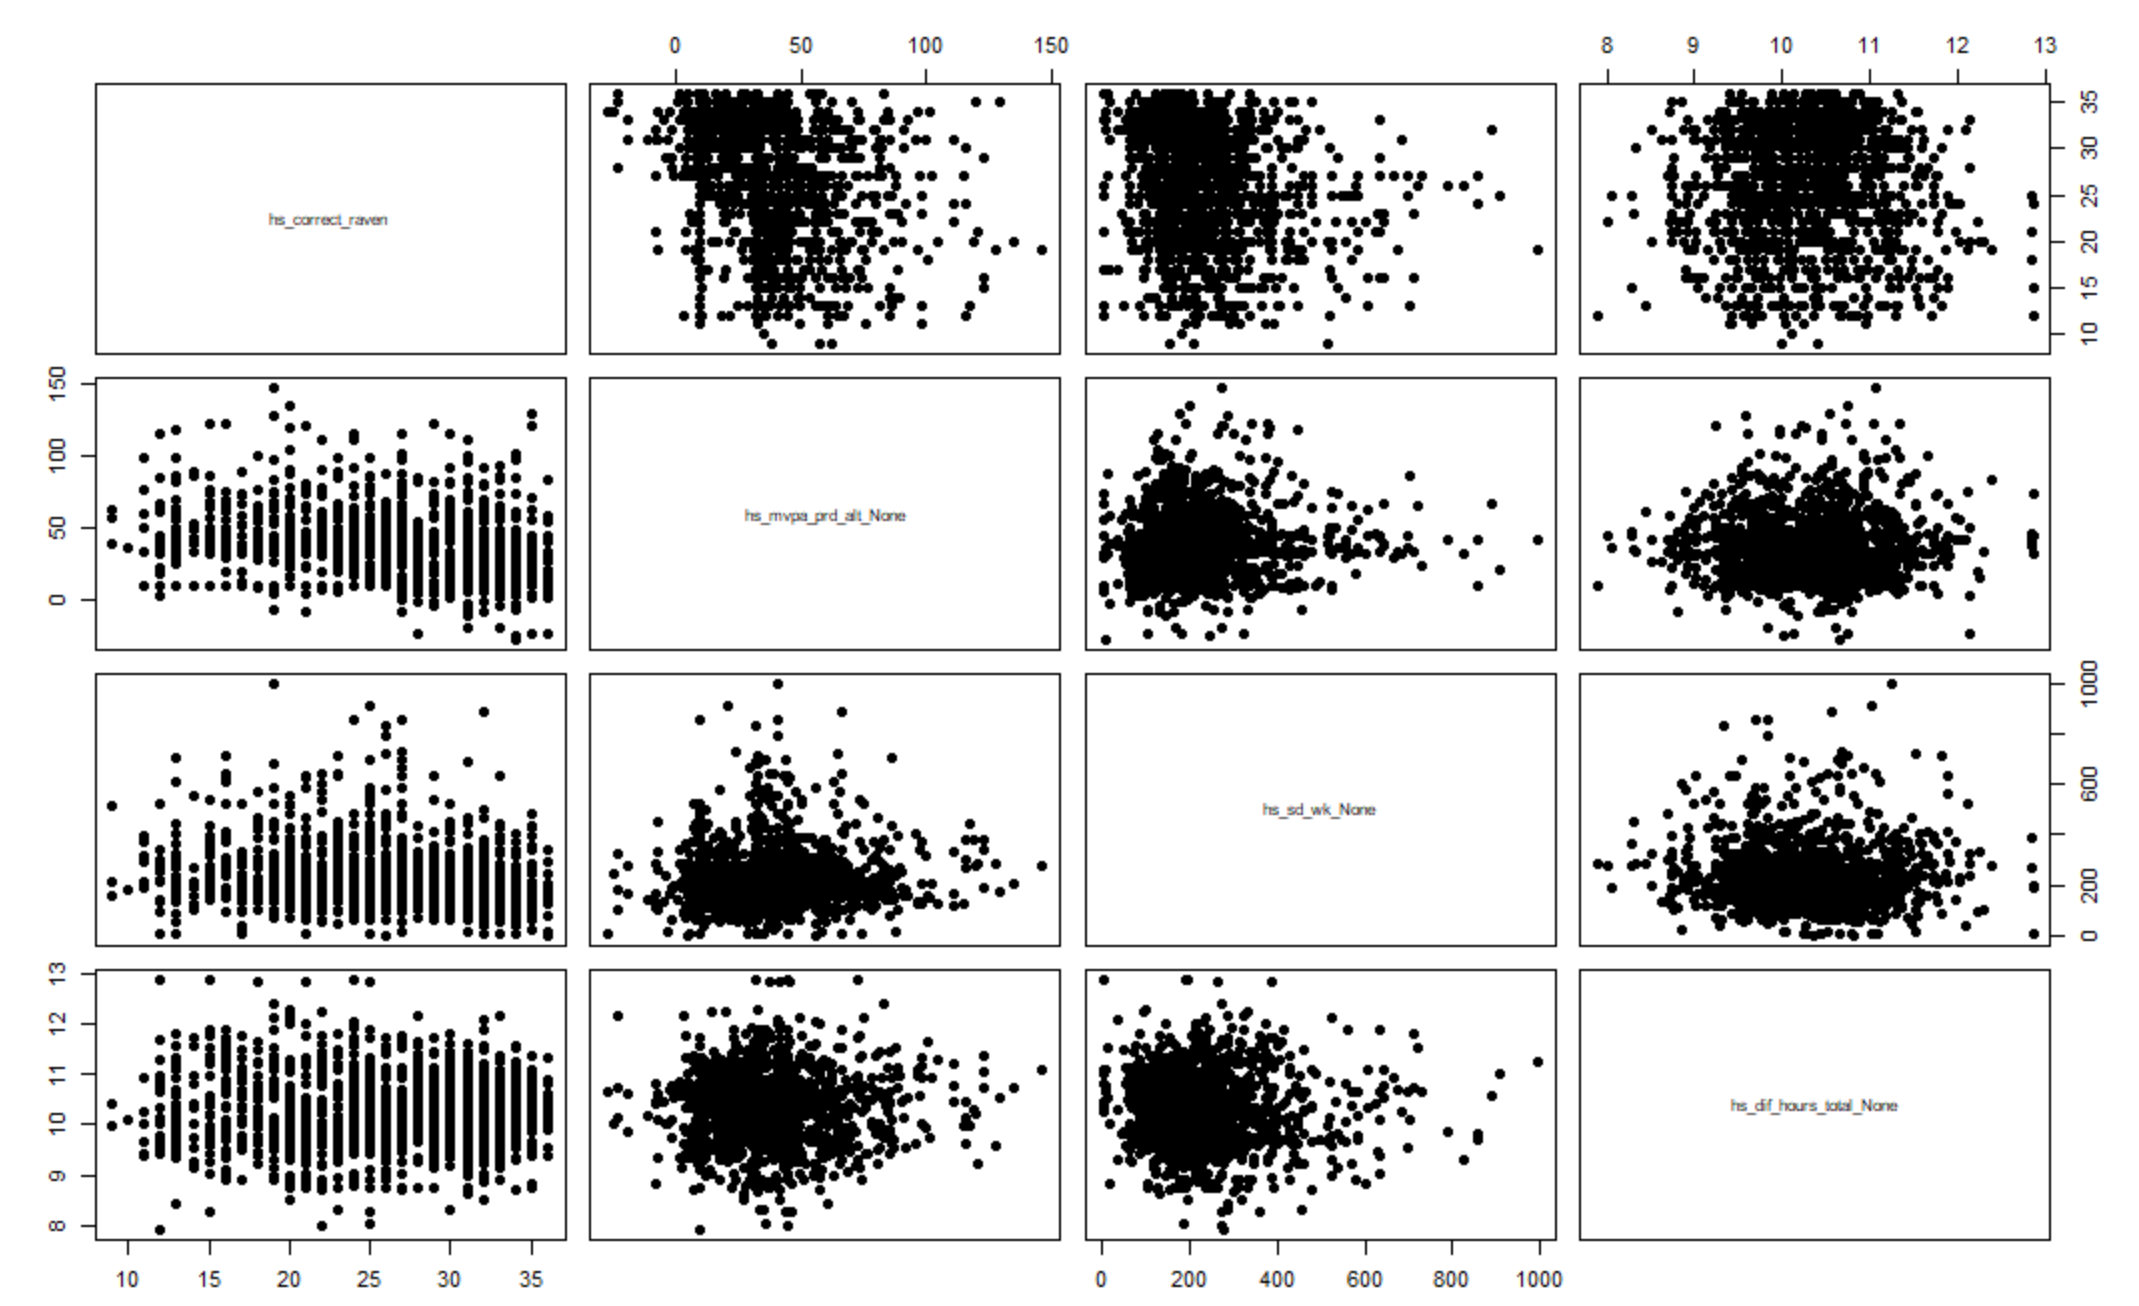 0 50 100 150
8 9 10 11 12 13
hs_correct_raven
10 15 20 25 30 35
0 50 100 150
hs_mvpa_prd_alt_None
hs_sd_wk_None
0 200 600 1000
8 9 10 11 12 13
hs_dif_hours_total_None
10 15 20 25 30 35
0 200 400 600 800 1000